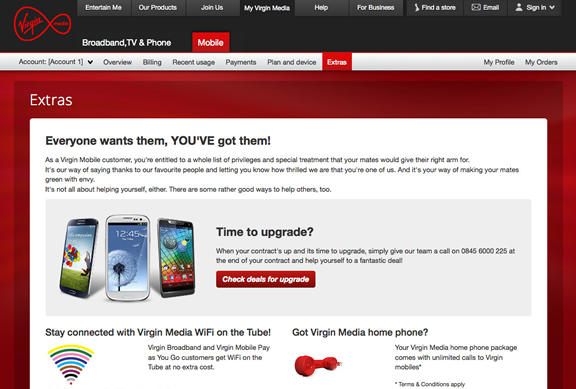 Virgin media
Entertain Me Our Products Join Us My Virgin Media Help For Business Find a store Email Sign in
Broadband,TV & Phone Mobile
Account: [Account 1] Overview Billing Recent usage Payments Plan and device Extras My Profile My Orders
Extras
Everyone wants them, YOU'VE got them!
As a Virgin Mobile customer, you're entitled to a whole list of privileges and special treatment that your mates would give their right arm for.
It's our way of saying thanks to our favourite people and letting you know how thrilled we are that you're one of us. And it's your way of making your mates
green with envy.
It's not all about helping yourself, either. There are some rather good ways to help others, too.
12:45
Time to upgrade?
When your contract's up and its time to upgrade, simply give our team a call on 0845 6000 225 at
the end of your contract and help yourself to a fantastic deal!
Check deals for upgrade
Stay connected with Virgin Media WiFi on the Tube!
Virgin Broadband and Virgin Mobile Pay
as You Go customers get WiFi on the
Tube at no extra cost.
Got Virgin Media home phone?
Your Virgin Media home phone package
comes with unlimited calls to Virgin
mobiles*
* Terms & Conditions apply